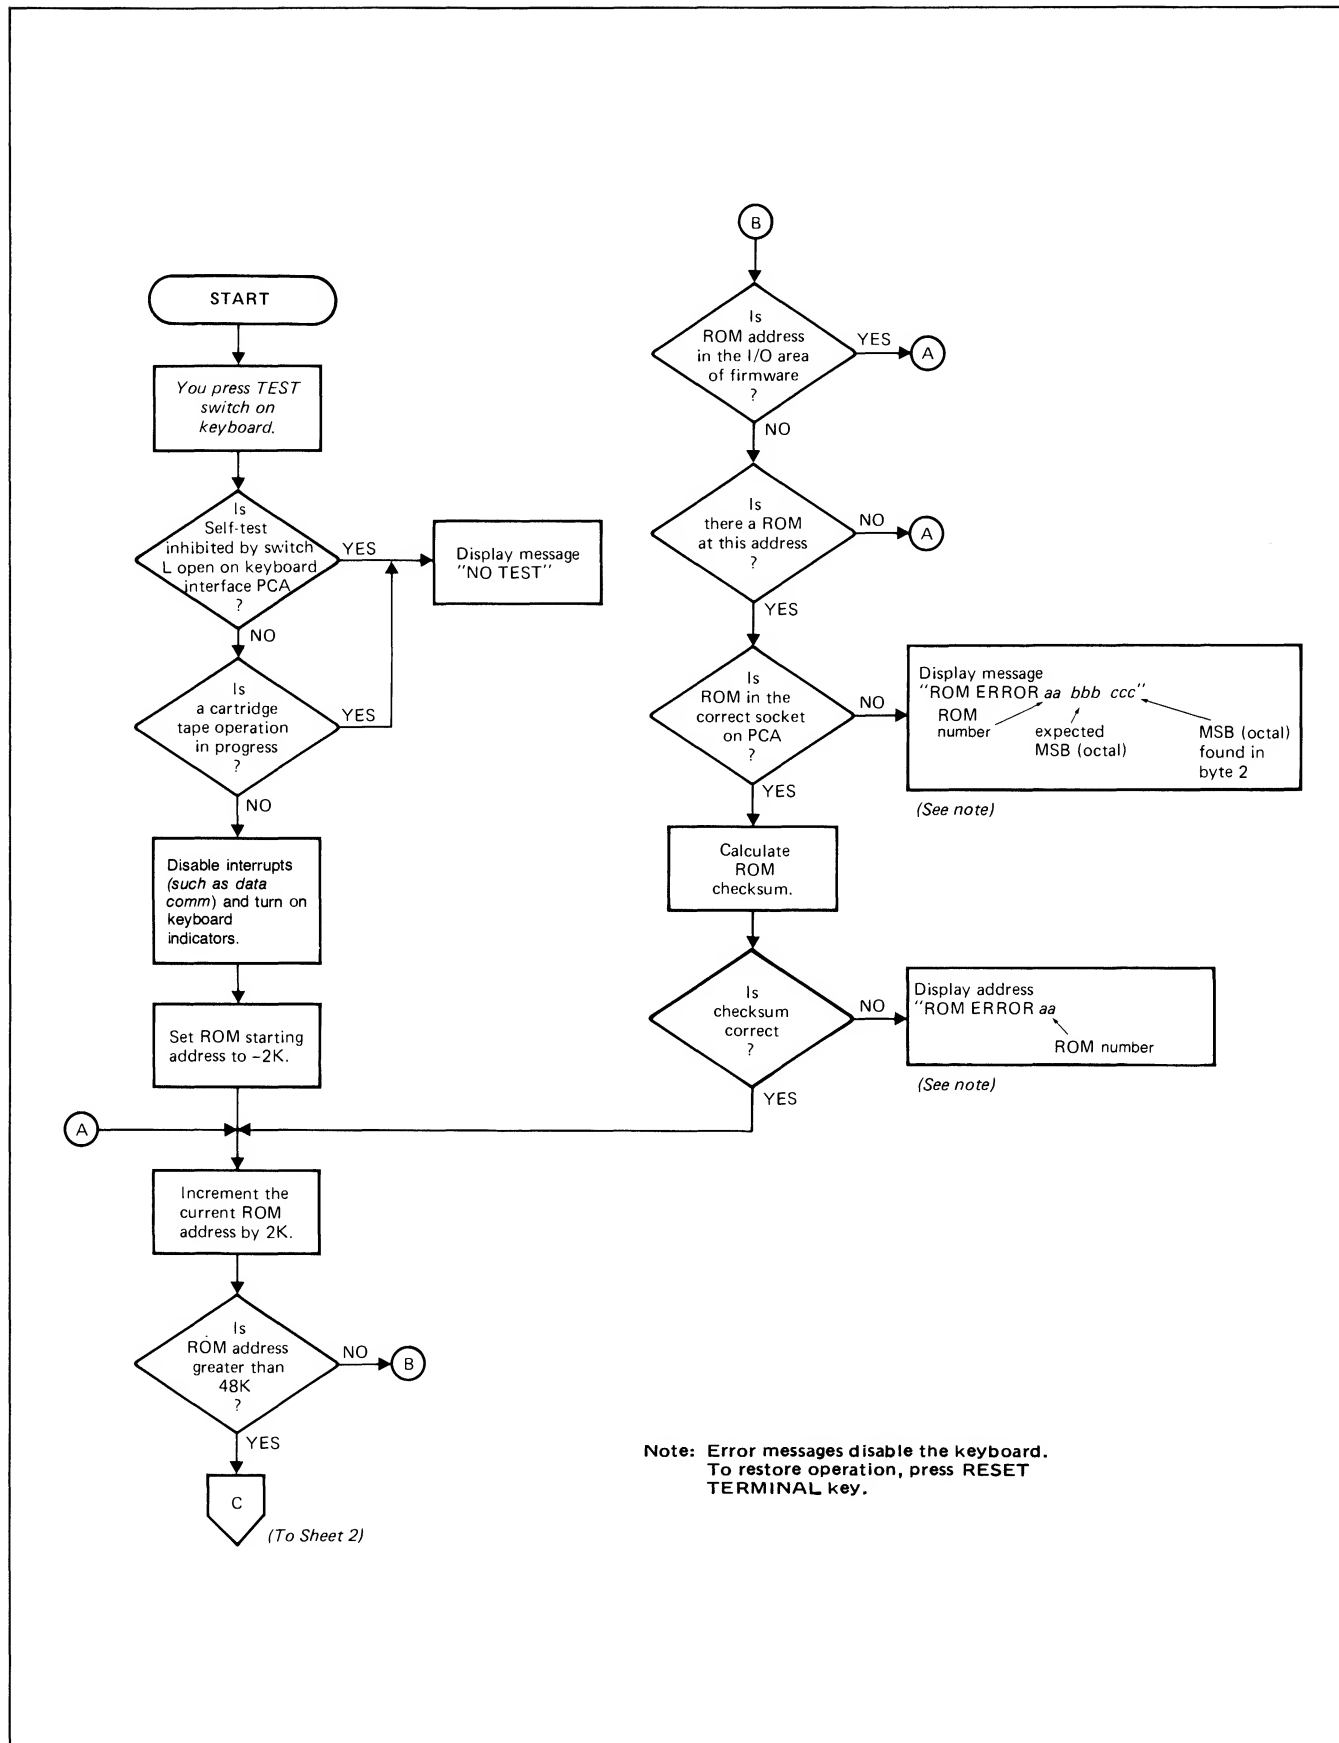 START
You press TEST
switch on
keyboard.
Is
Self-test
inhibited by switch
L open on keyboard
interface PCA
?
YES
Display message
"NO TEST"
NO
Is
a cartridge
tape operation
in progress
?
YES
NO
Disable interrupts
(such as data
comm) and turn on
keyboard
indicators.
Set ROM starting
address to -2K.
A
Increment the
current ROM
address by 2K.
Is
ROM address
greater than
48K
?
NO
B
YES
C
(To Sheet 2)
B
Is
ROM address
in the I/O area
of firmware
?
YES
A
NO
Is
there a ROM
at this address
?
NO
A
YES
Is
ROM in the
correct socket
on PCA
?
NO
Display message
"ROM ERROR aa bbb ccc"
ROM
number
expected
MSB (octal)
MSB (octal)
found in
byte 2
(See note)
YES
Calculate
ROM
checksum.
Is
checksum
correct
?
NO
Display address
"ROM ERROR aa
ROM number
(See note)
YES
Note: Error messages disable the keyboard.
To restore operation, press RESET
TERMINAL key.